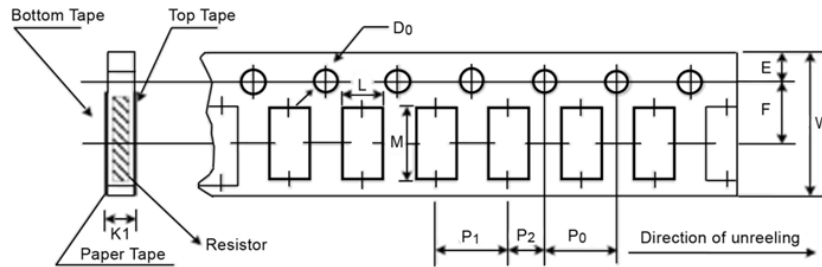 Bottom Tape
Top Tape
D0
L
E
F
W
M
K1
Resistor
Paper Tape
P1
P2
P0
Direction of unreeling